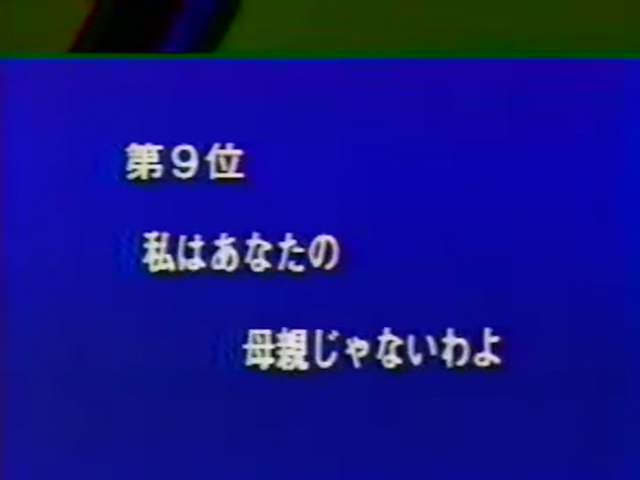 第９位
私はあなたの
母親じゃないわよ